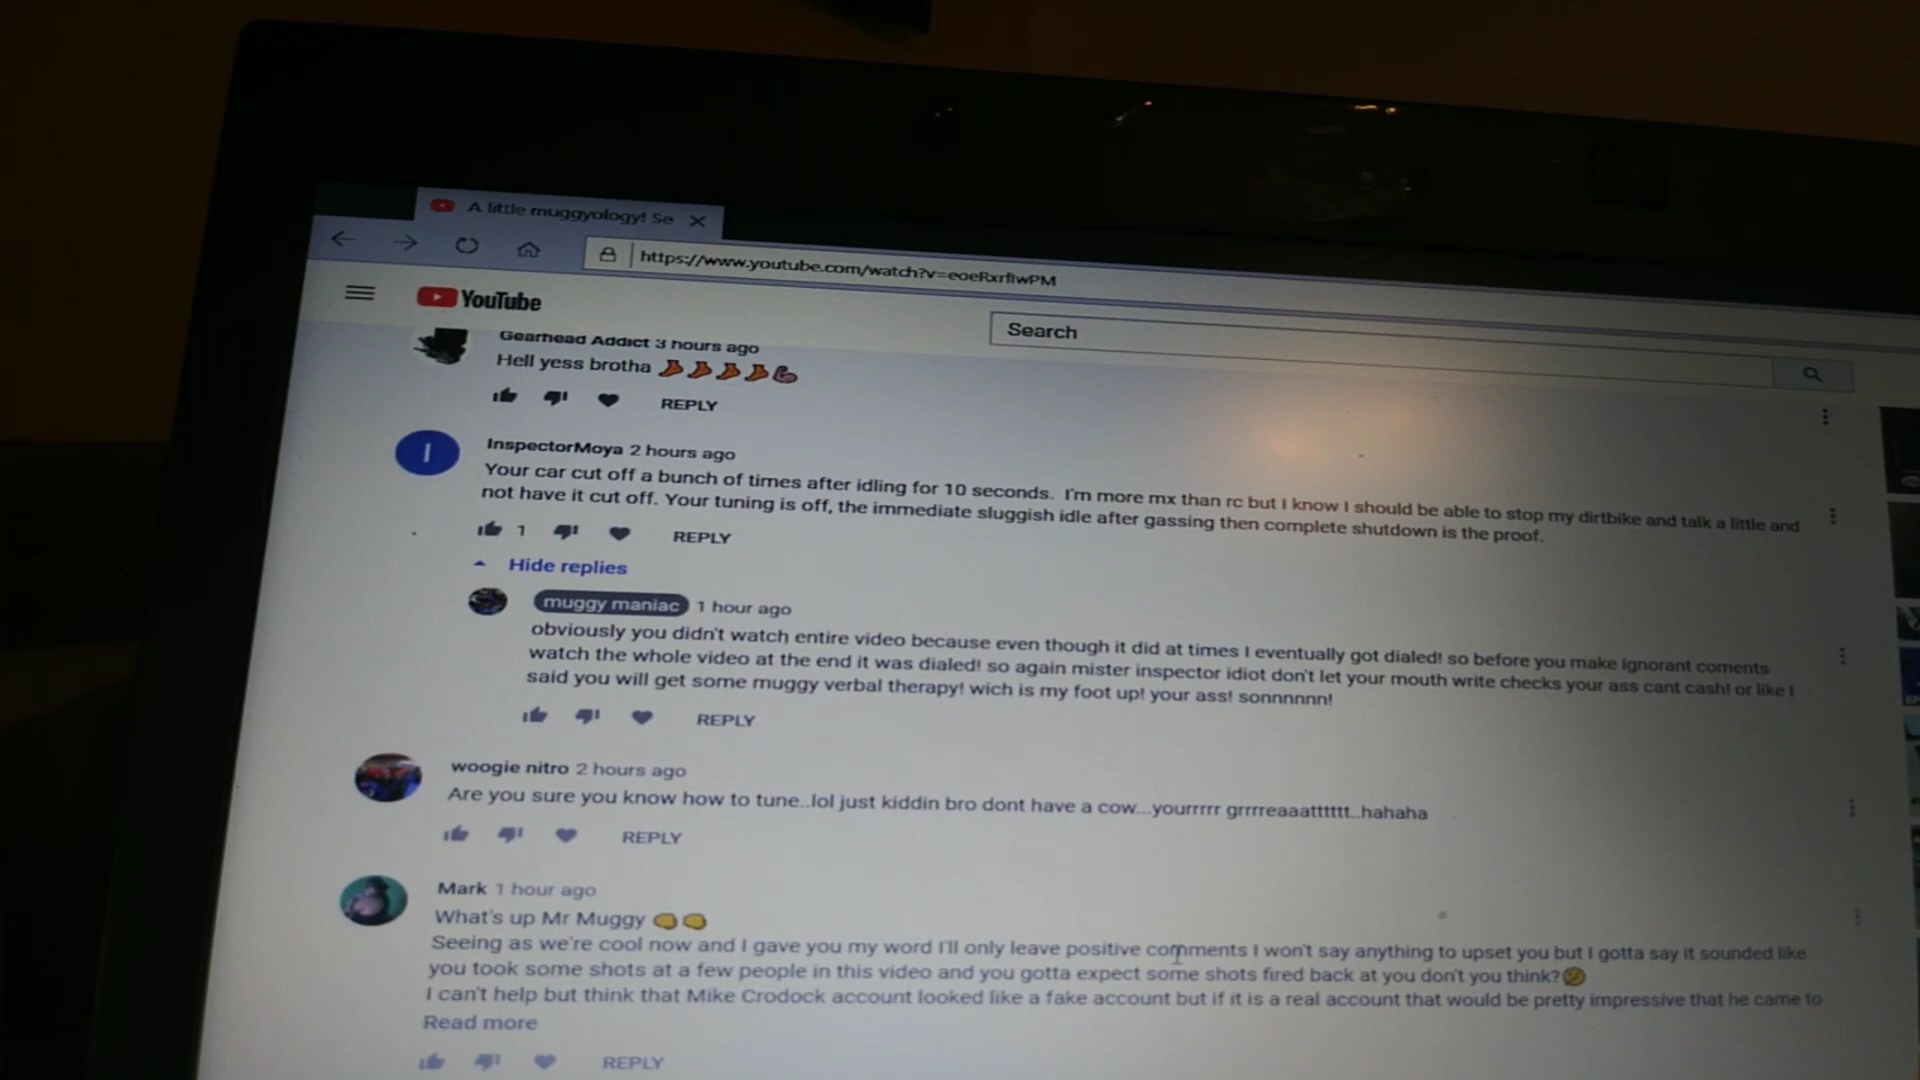 A little muggyology! Se
https://www.youtube.com/watch?v=eoeRxrfIwPM
YouTube
Search
Gearhead Addict 3 hours ago
Hell yess brotha
REPLY
I
InspectorMoya 2 hours ago
Your car cut off a bunch of times after idling for 10 seconds. I'm more mx than rc but I know I should be able to stop my dirtbike and talk a little and
not have it cut off. Your tuning is off, the immediate sluggish idle after gassing then complete shutdown is the proof.
1 REPLY
Hide replies
muggy maniac 1 hour ago
obviously you didn't watch entire video because even though it did at times I eventually got dialed! so before you make ignorant coments
watch the whole video at the end it was dialed! so again mister inspector idiot don't let your mouth write checks your ass cant cash! or like I
said you will get some muggy verbal therapy! wich is my foot up! your ass! sonnnnnn!
REPLY
woogie nitro 2 hours ago
Are you sure you know how to tune..lol just kiddin bro dont have a cow...yourrrrr grrrreaaatttttt..hahaha
REPLY
Mark 1 hour ago
What's up Mr Muggy
Seeing as we're cool now and I gave you my word I'll only leave positive comments I won't say anything to upset you but I gotta say it sounded like
you took some shots at a few people in this video and you gotta expect some shots fired back at you don't you think?
I can't help but think that Mike Crodock account looked like a fake account but if it is a real account that would be pretty impressive that he came to
Read more
REPLY